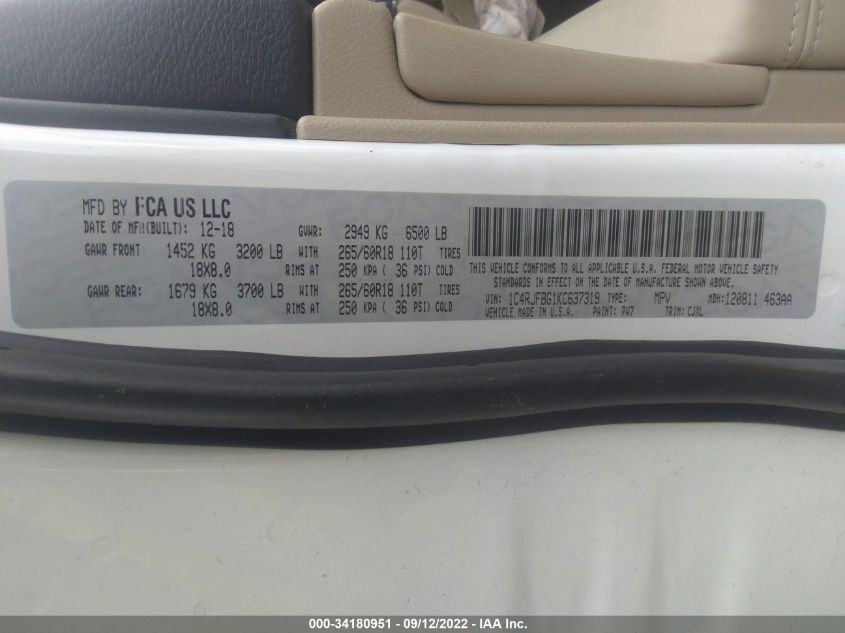 MFD BY FCA US LLC
DATE OF MFR(BUILT): 12-18 GVWR: 2949 KG 6500 LB
GAWR FRONT: 1452 KG 3200 LB WITH 265/60R18 110T TIRES
18X8.0 RIMS AT 250 KPA ( 36 PSI) COLD
GAWR REAR: 1679 KG 3700 LB WITH 265/60R18 110T TIRES
18X8.0 RIMS AT 250 KPA ( 36 PSI) COLD
THIS VEHICLE CONFORMS TO ALL APPLICABLE U.S.A. FEDERAL MOTOR VEHICLE SAFETY
STANDARDS IN EFFECT ON THE DATE OF MANUFACTURE SHOWN ABOVE.
VIN: 1C4RJFBG1KC637319 TYPE: MPV MDH: 120811 463AA
VEHICLE MADE IN U.S.A. PAINT: PW7 TRIM: CJXL
000-34180951 - 09/12/2022 - IAA Inc.